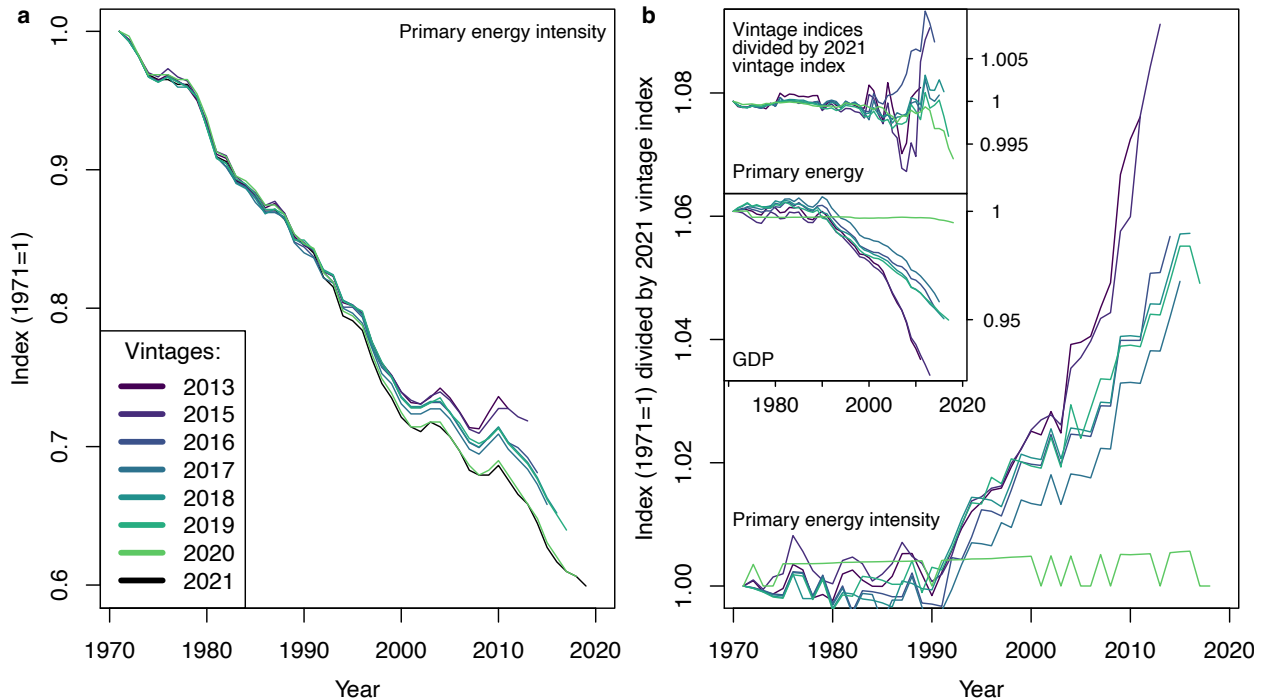 a
Primary energy intensity
Index (1971=1)
1.0
0.9
0.8
0.7
0.6
Vintages:
2013
2015
2016
2017
2018
2019
2020
2021
1970
1980
1990
2000
2010
2020
Year
b
Index (1971=1) divided by 2021 vintage index
1.08
1.06
1.04
1.02
1.00
Vintage indices
divided by 2021
vintage index
1.005
1
0.995
Primary energy
1
0.95
GDP
1980
2000
2020
Primary energy intensity
1970
1980
1990
2000
2010
2020
Year